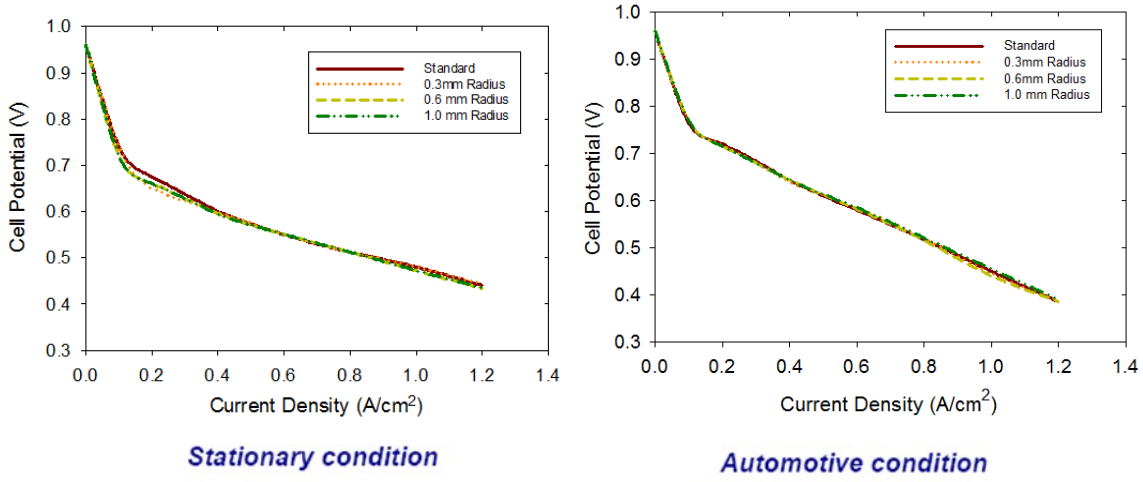 1.0
0.9
0.8
0.7
0.6
0.5
0.4
0.3
Cell Potential (V)
Standard
0.3mm Radius
0.6 mm Radius
1.0 mm Radius
0.0 0.2 0.4 0.6 0.8 1.0 1.2 1.4
Current Density (A/cm²)
Stationary condition
1.0
0.9
0.8
0.7
0.6
0.5
0.4
0.3
Cell Potential (V)
Standard
0.3mm Radius
0.6mm Radius
1.0 mm Radius
0.0 0.2 0.4 0.6 0.8 1.0 1.2 1.4
Current Density (A/cm²)
Automotive condition